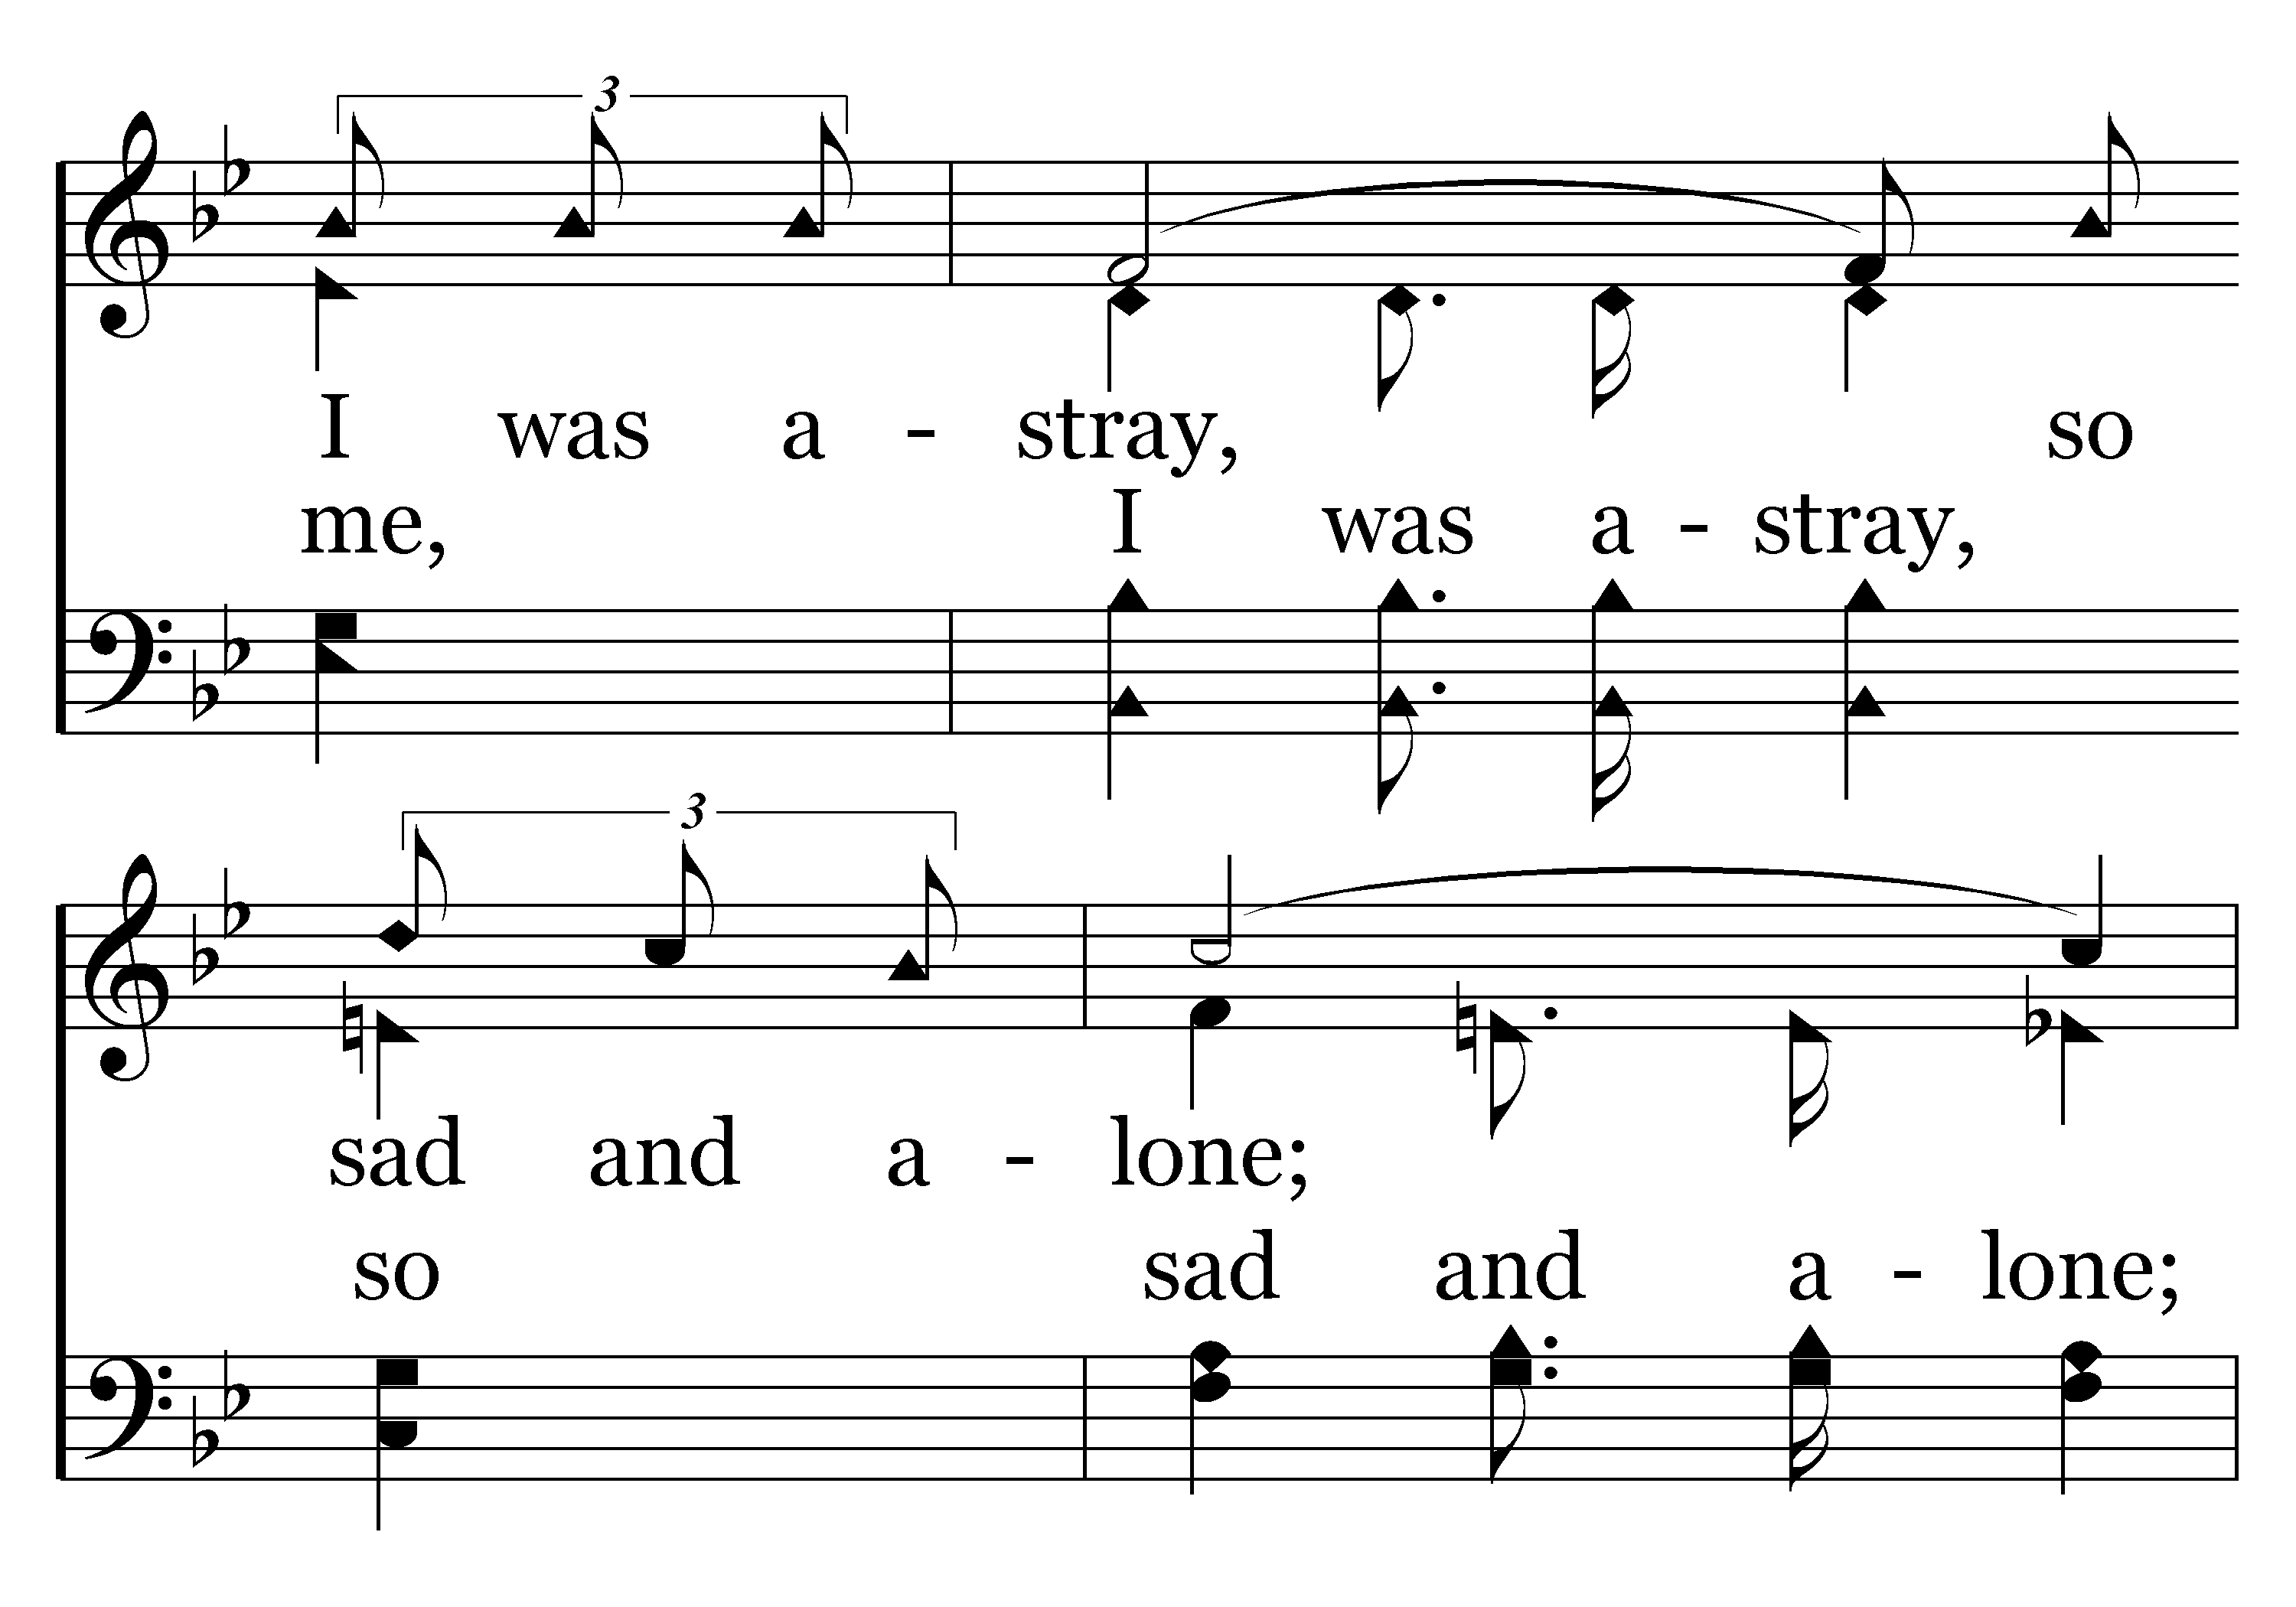 3
I was a - stray, so
me, I was a - stray,
3
sad and a - lone;
so sad and a - lone;